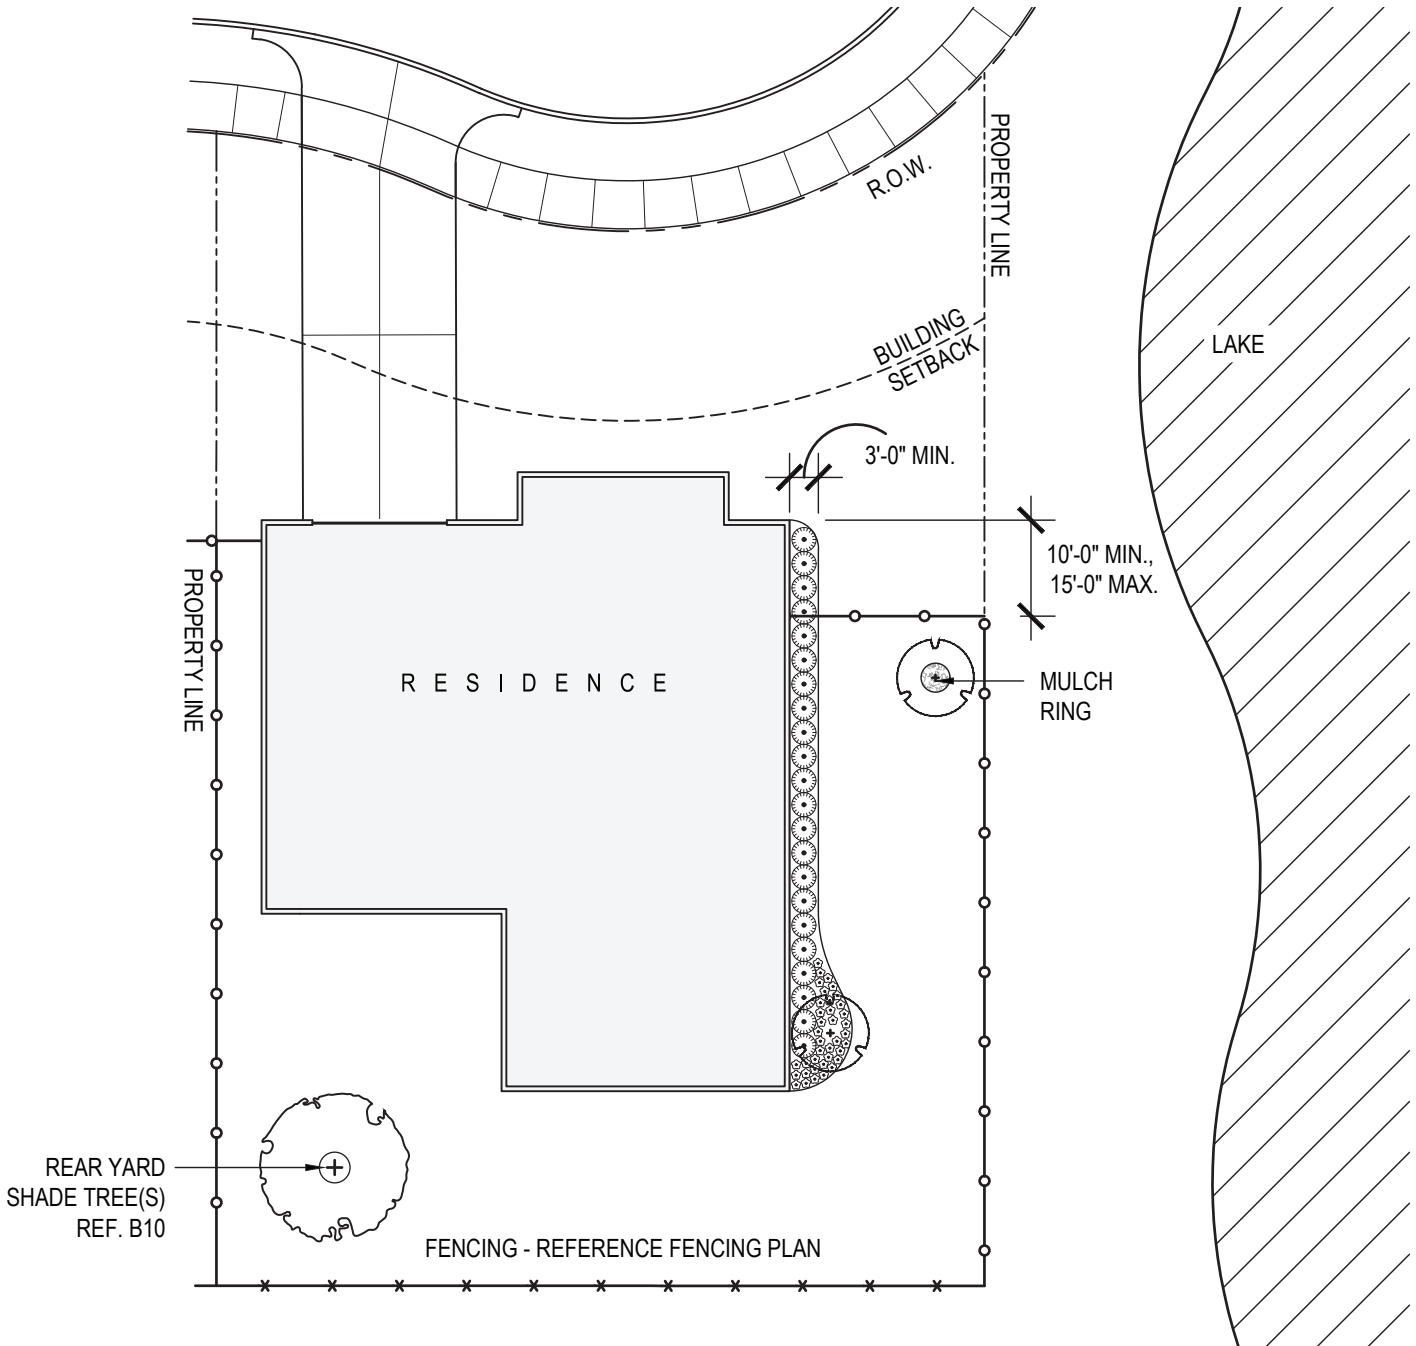 PROPERTY LINE
R.O.W.
BUILDING
SETBACK
LAKE
3'-0" MIN.
10'-0" MIN.,
15'-0" MAX.
PROPERTY LINE
RESIDENCE
MULCH
RING
REAR YARD
SHADE TREE(S)
REF. B10
FENCING - REFERENCE FENCING PLAN